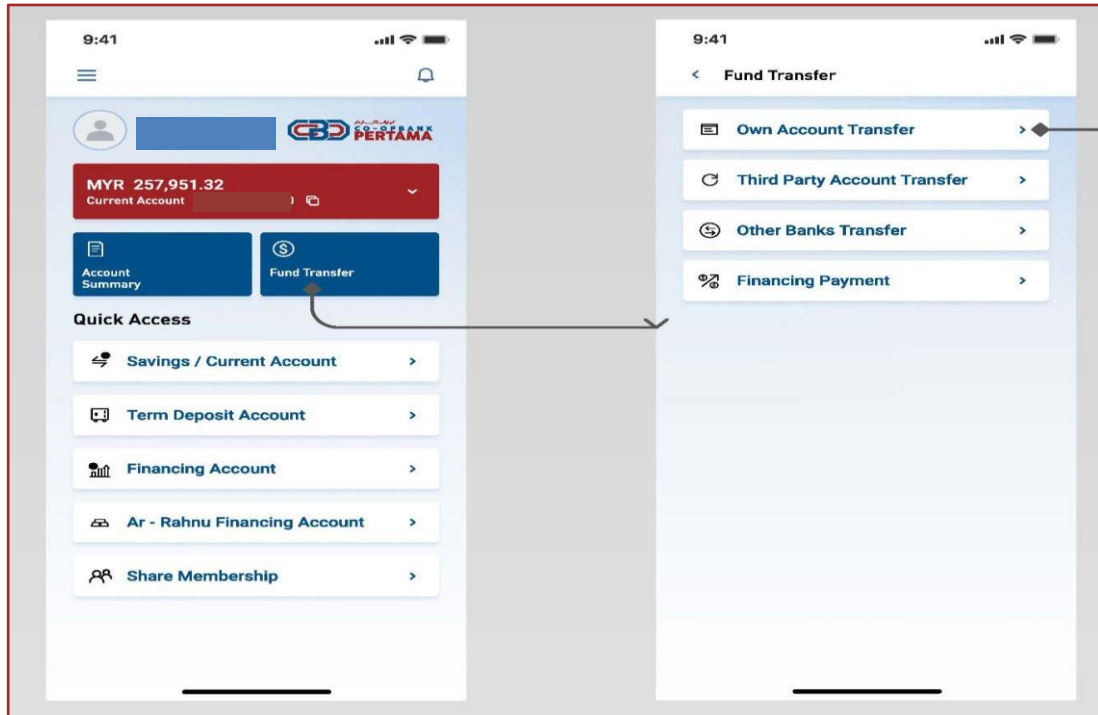 9:41
CBP
CO-OPBANK
PERTAMA
MYR 257,951.32
Current Account
Account
Summary
Fund Transfer
Quick Access
Savings / Current Account
Term Deposit Account
Financing Account
Ar - Rahnu Financing Account
Share Membership
9:41
Fund Transfer
Own Account Transfer
Third Party Account Transfer
Other Banks Transfer
Financing Payment